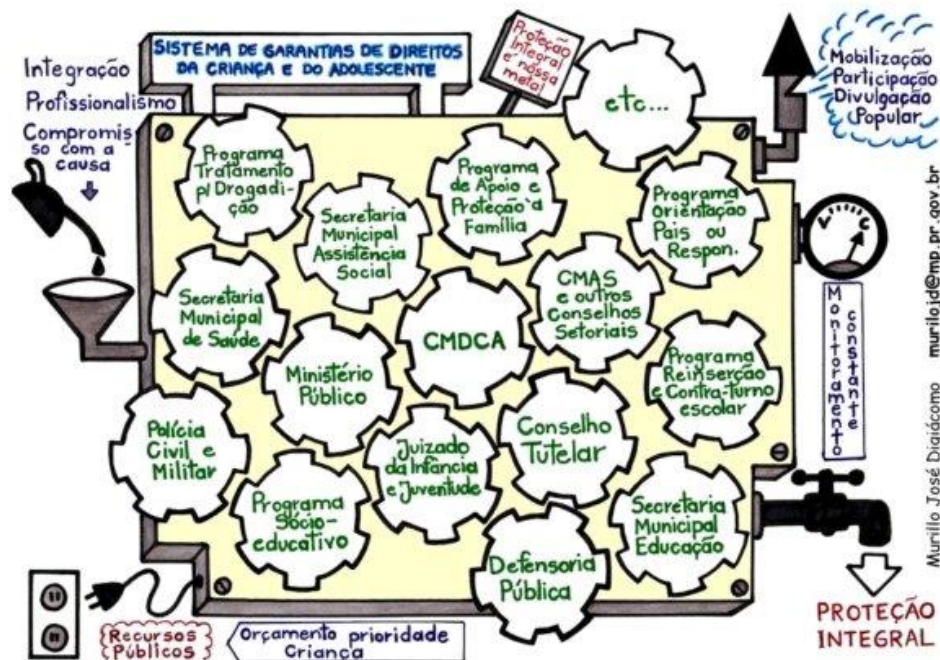 SISTEMA DE GARANTIAS DE DIREITOS
DA CRIANÇA E DO ADOLESCENTE
Proteção
Integral
é nossa
meta!
etc...
Mobilização
Participação
Divulgação
Popular
Integração
Profissionalismo
Compromis
so com a
causa
Programa
Tratamento
p/ Drogadi-
ção
Secretaria
Municipal
Assistência
Social
Programa
de Apoio e
Proteção à
Família
Programa
Orientação
Pais ou
Respon.
Secretaria
Municipal
de Saúde
Ministério
Público
CMDCA
CMAS
e outros
Conselhos
Setoriais
Programa
Reinserção
e Contra-turno
escolar
Polícia
Civil e
Militar
Programa
Sócio-
educativo
Juizado
da Infância
e Juventude
Conselho
Tutelar
Secretaria
Municipal
Educação
Defensoria
Pública
Monitoramento
constante
Recursos
Públicos
Orçamento prioridade
Criança
PROTEÇÃO
INTEGRAL
Murillo José Digiácomo murilojd@mp.pr.gov.br